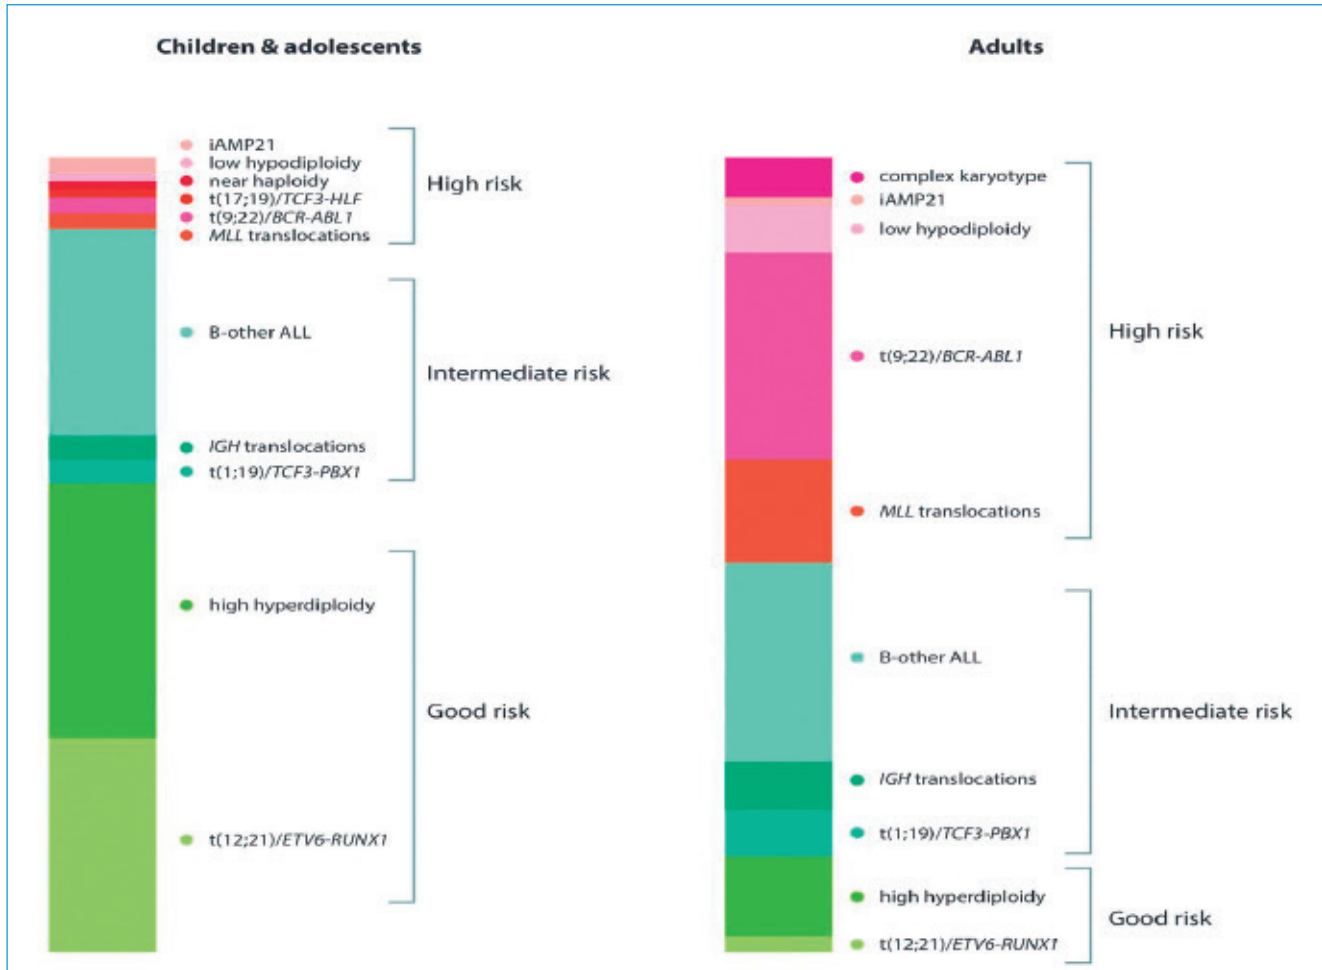 Children & adolescents
iAMP21
low hypodiploidy
near haploidy
t(17;19)/TCF3-HLF
t(9;22)/BCR-ABL1
MLL translocations
High risk
B-other ALL
IGH translocations
t(1;19)/TCF3-PBX1
Intermediate risk
high hyperdiploidy
t(12;21)/ETV6-RUNX1
Good risk
Adults
complex karyotype
iAMP21
low hypodiploidy
t(9;22)/BCR-ABL1
MLL translocations
High risk
B-other ALL
IGH translocations
t(1;19)/TCF3-PBX1
Intermediate risk
high hyperdiploidy
t(12;21)/ETV6-RUNX1
Good risk